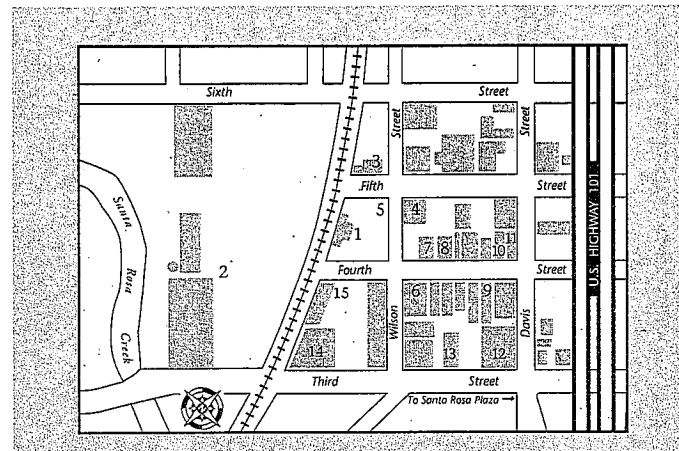 Sixth Street
Street
3
.Fifth Street
5 4
Santa Rosa Creek
1
7 8 10 11
2
Fourth Street
U.S. HIGHWAY 101
15 6 9
Wilson
Davis
14 13 12
Third Street
To Santa Rosa Plaza →
Street